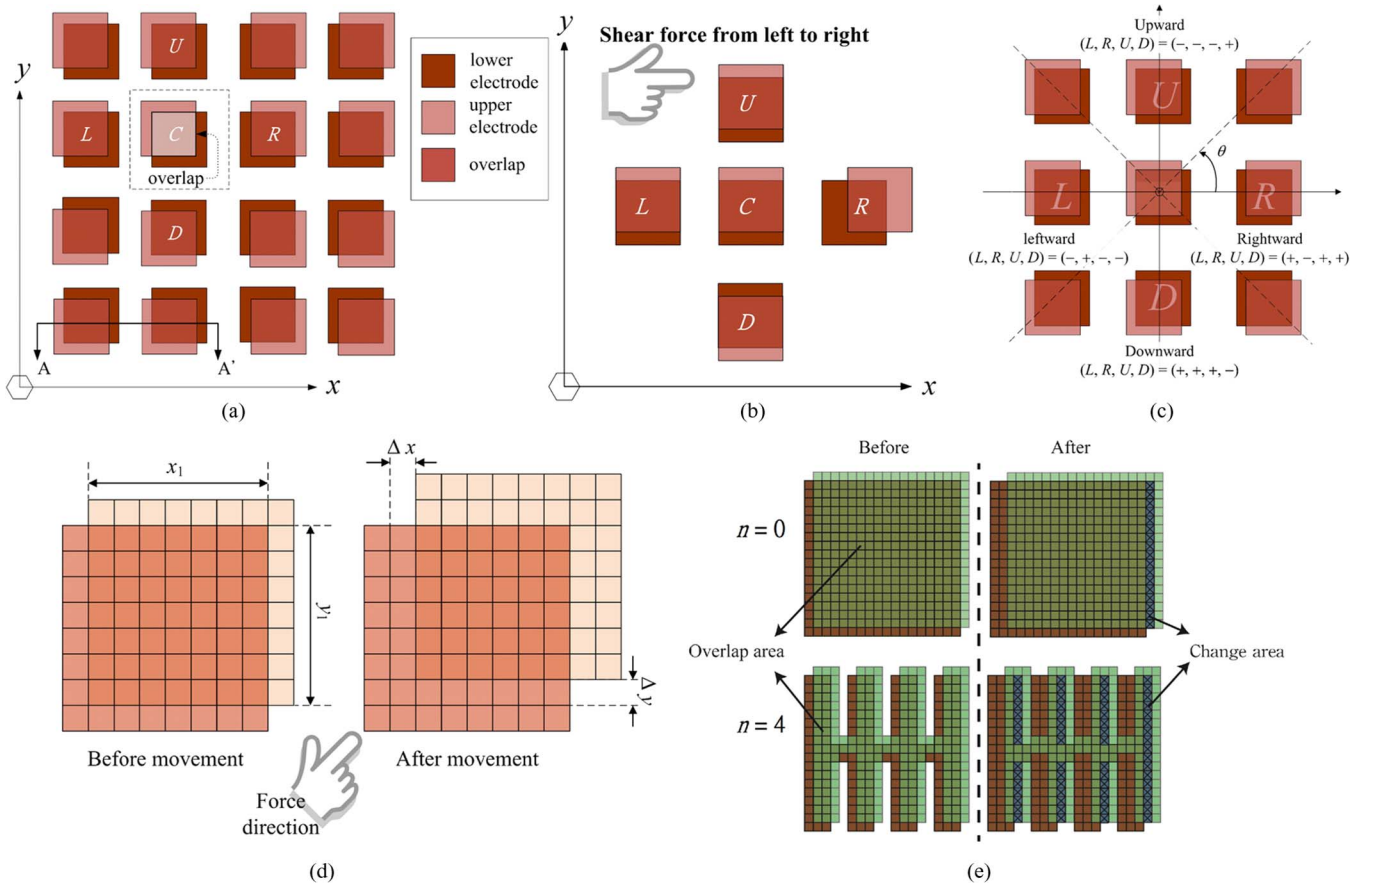 y
U
L
C
R
overlap
D
A
A'
x
(a)
lower
electrode
upper
electrode
overlap
y
Shear force from left to right
U
L
C
R
D
x
(b)
Upward
(L, R, U, D) = (−, −, −, +)
U
θ
L
R
leftward
(L, R, U, D) = (−, +, −, −)
Rightward
(L, R, U, D) = (+, −, +, +)
D
Downward
(L, R, U, D) = (+, +, +, −)
(c)
x1
y1
Before movement
Δ x
Δ y
After movement
Force
direction
(d)
Before
After
n = 0
Overlap area
Change area
n = 4
(e)